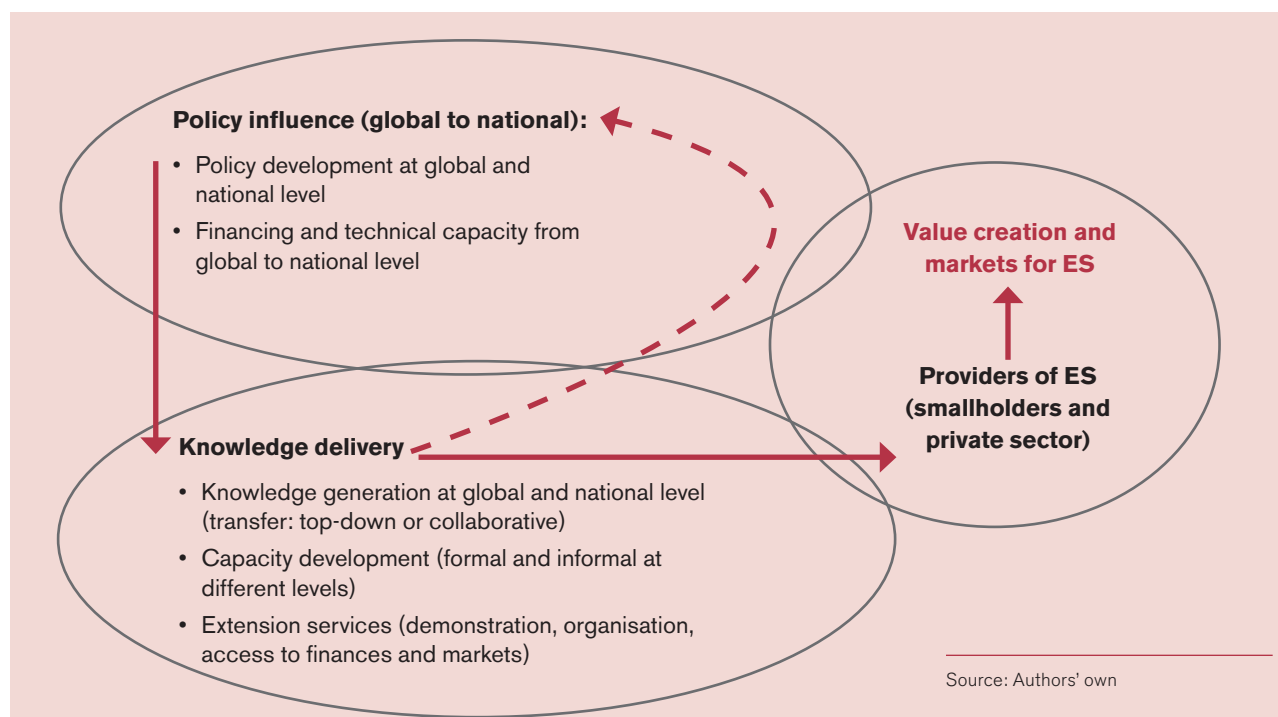 Policy influence (global to national):
• Policy development at global and
national level
• Financing and technical capacity from
global to national level
Value creation and
markets for ES
Providers of ES
(smallholders and
private sector)
Knowledge delivery
• Knowledge generation at global and national level
(transfer: top-down or collaborative)
• Capacity development (formal and informal at
different levels)
• Extension services (demonstration, organisation,
access to finances and markets)
Source: Authors' own